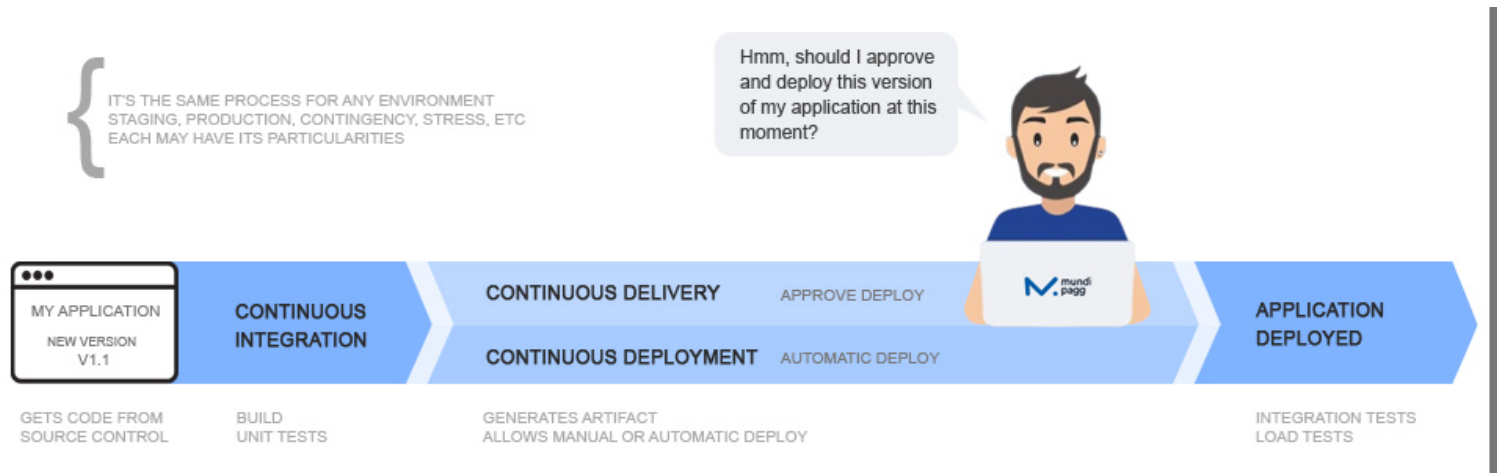 IT'S THE SAME PROCESS FOR ANY ENVIRONMENT
STAGING, PRODUCTION, CONTINGENCY, STRESS, ETC
EACH MAY HAVE ITS PARTICULARITIES
Hmm, should I approve
and deploy this version
of my application at this
moment?
MY APPLICATION
NEW VERSION
V1.1
CONTINUOUS
INTEGRATION
CONTINUOUS DELIVERY
APPROVE DEPLOY
CONTINUOUS DEPLOYMENT
AUTOMATIC DEPLOY
mundi
pagg
APPLICATION
DEPLOYED
GETS CODE FROM
SOURCE CONTROL
BUILD
UNIT TESTS
GENERATES ARTIFACT
ALLOWS MANUAL OR AUTOMATIC DEPLOY
INTEGRATION TESTS
LOAD TESTS